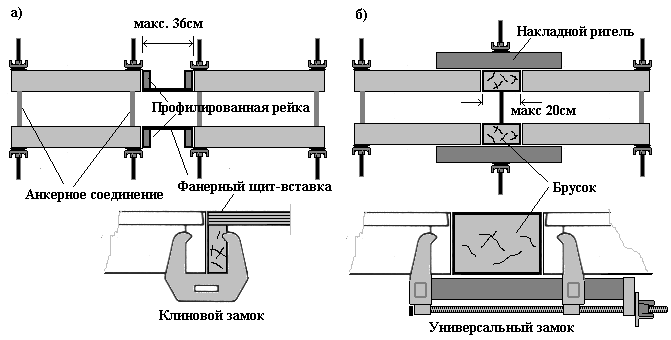 а)
макс. 36см
Профилированная рейка
Анкерное соединение
Фанерный щит-вставка
Клиновой замок
б)
Накладной ригель
макс 20см
Брусок
Универсальный замок